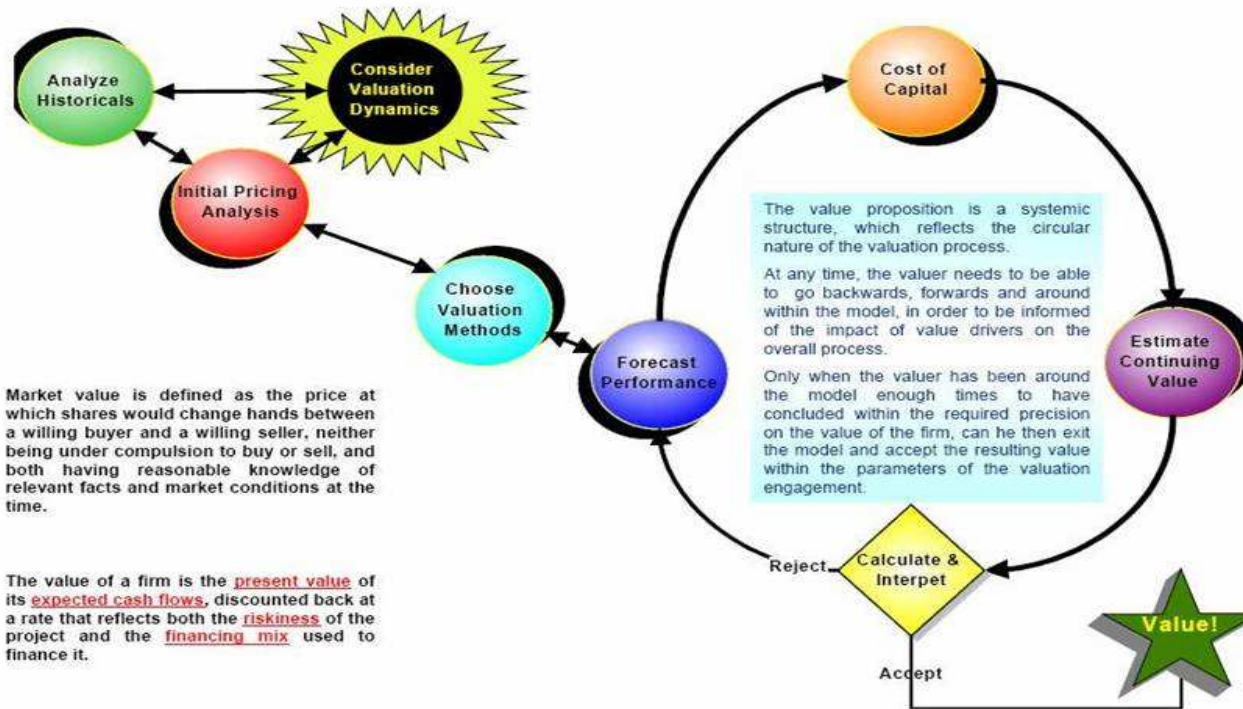 Analyze
Historicals
Consider
Valuation
Dynamics
Initial Pricing
Analysis
Choose
Valuation
Methods
Forecast
Performance
Cost of
Capital
Estimate
Continuing
Value
The value proposition is a systemic
structure, which reflects the circular
nature of the valuation process.
At any time, the valuer needs to be able
to go backwards, forwards and around
within the model, in order to be informed
of the impact of value drivers on the
overall process.
Only when the valuer has been around
the model enough times to have
concluded within the required precision
on the value of the firm, can he then exit
the model and accept the resulting value
within the parameters of the valuation
engagement.
Market value is defined as the price at
which shares would change hands between
a willing buyer and a willing seller, neither
being under compulsion to buy or sell, and
both having reasonable knowledge of
relevant facts and market conditions at the
time.
The value of a firm is the present value of
its expected cash flows, discounted back at
a rate that reflects both the riskiness of the
project and the financing mix used to
finance it.
Reject
Calculate &
Interpet
Accept
Value!